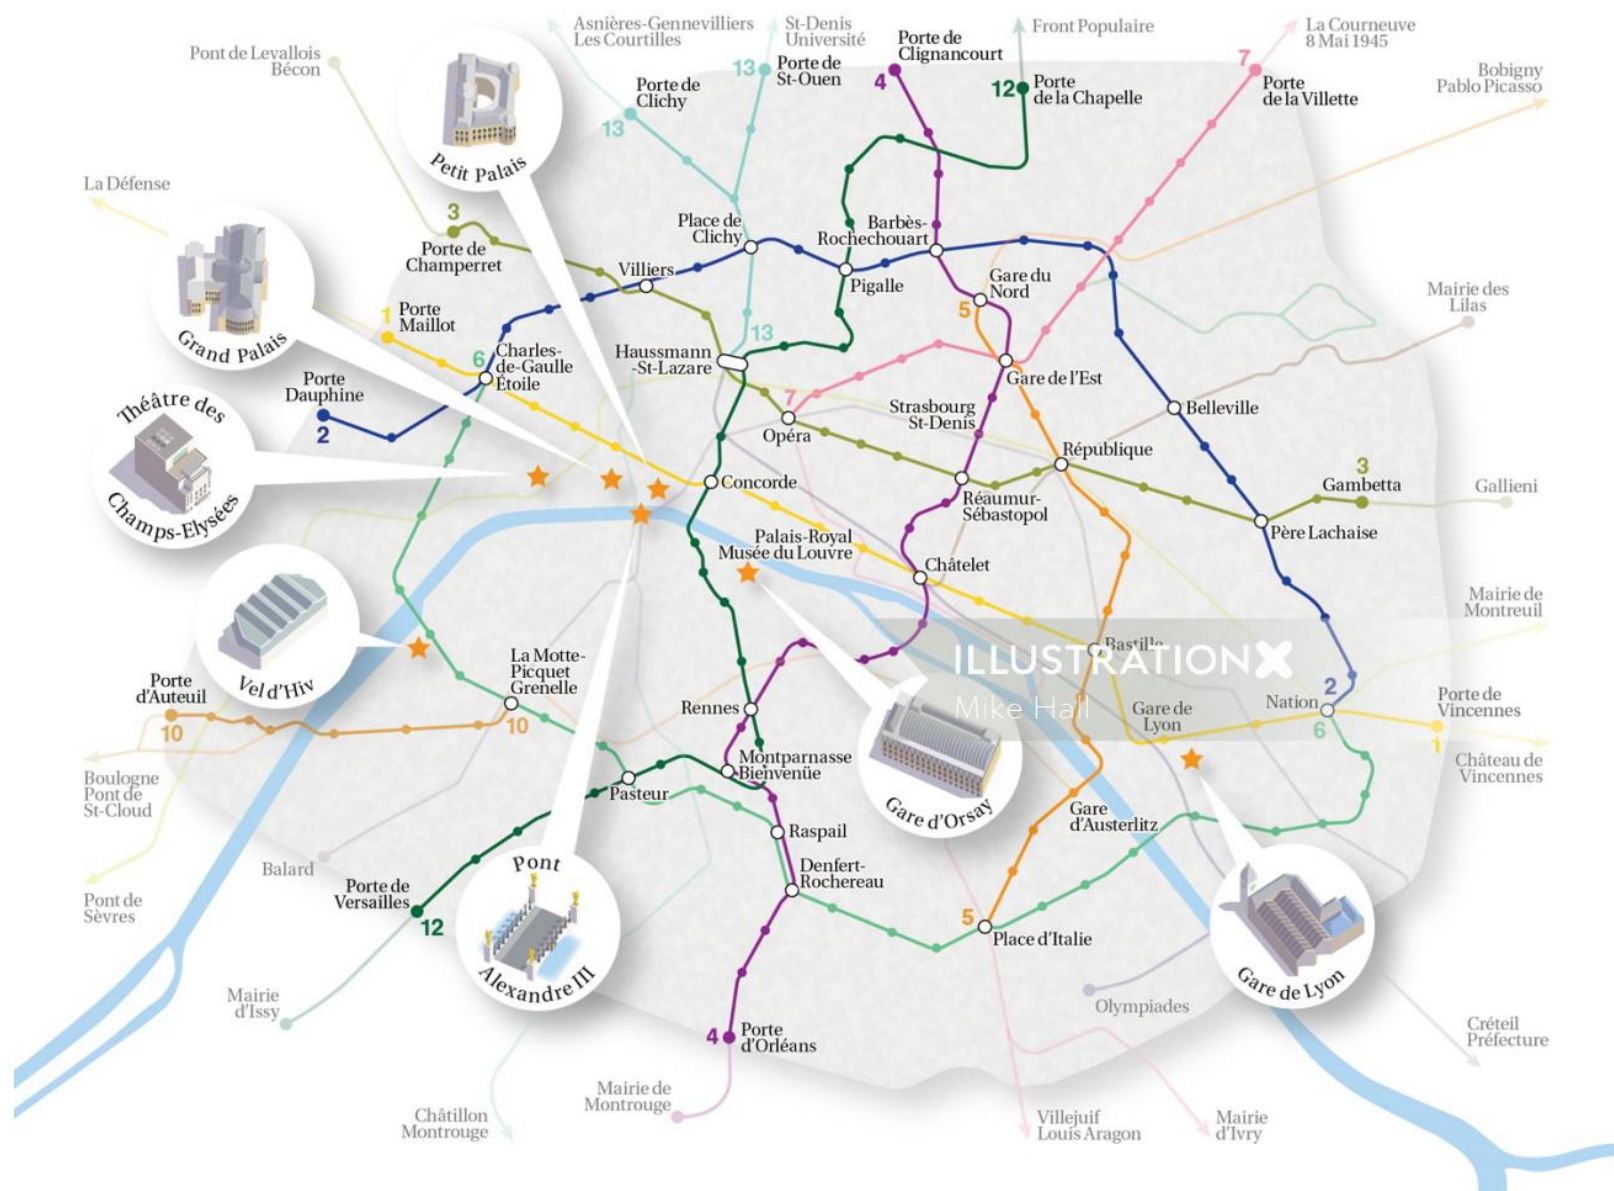 Asnières-Gennevilliers
Les Courtilles
St-Denis
Université
Front Populaire
La Courneuve
8 Mai 1945
Pont de Levallois
Bécon
Porte de
Clignancourt
4
13
Porte de
St-Ouen
Porte de
Clichy
13
12
Porte
de la Chapelle
7
Porte
de la Villette
Bobigny
Pablo Picasso
Petit Palais
La Défense
3
Porte de
Champerret
Place de
Clichy
Barbès-
Rochechouart
Villiers
Pigalle
Gare du
Nord
5
Mairie des
Lilas
Grand Palais
1
Porte
Maillot
13
6
Charles-
de-Gaulle
Étoile
Haussmann
-St-Lazare
Gare de l'Est
Porte
Dauphine
2
7
Opéra
Strasbourg
St-Denis
Belleville
Théâtre des
Champs-Elysées
République
Concorde
Réaumur-
Sébastopol
3
Gambetta
Gallieni
Palais-Royal
Musée du Louvre
Père Lachaise
Châtelet
Mairie de
Montreuil
Vel d'Hiv
Bastille
ILLUSTRATIONX
Mike Hall
La Motte-
Picquet
Grenelle
10
Porte
d'Auteuil
10
Rennes
Gare de
Lyon
Nation
2
6
Porte de
Vincennes
1
Château de
Vincennes
Boulogne
Pont de
St-Cloud
Montparnasse
Bienvenüe
Pasteur
Gare d'Orsay
Gare
d'Austerlitz
Raspail
Balard
Denfert-
Rochereau
Porte de
Versailles
12
Pont
Alexandre III
Pont de
Sèvres
5
Place d'Italie
Gare de Lyon
Mairie
d'Issy
Olympiades
4
Porte
d'Orléans
Créteil
Préfecture
Mairie de
Montrouge
Châtillon
Montrouge
Villejuif
Louis Aragon
Mairie
d'Ivry